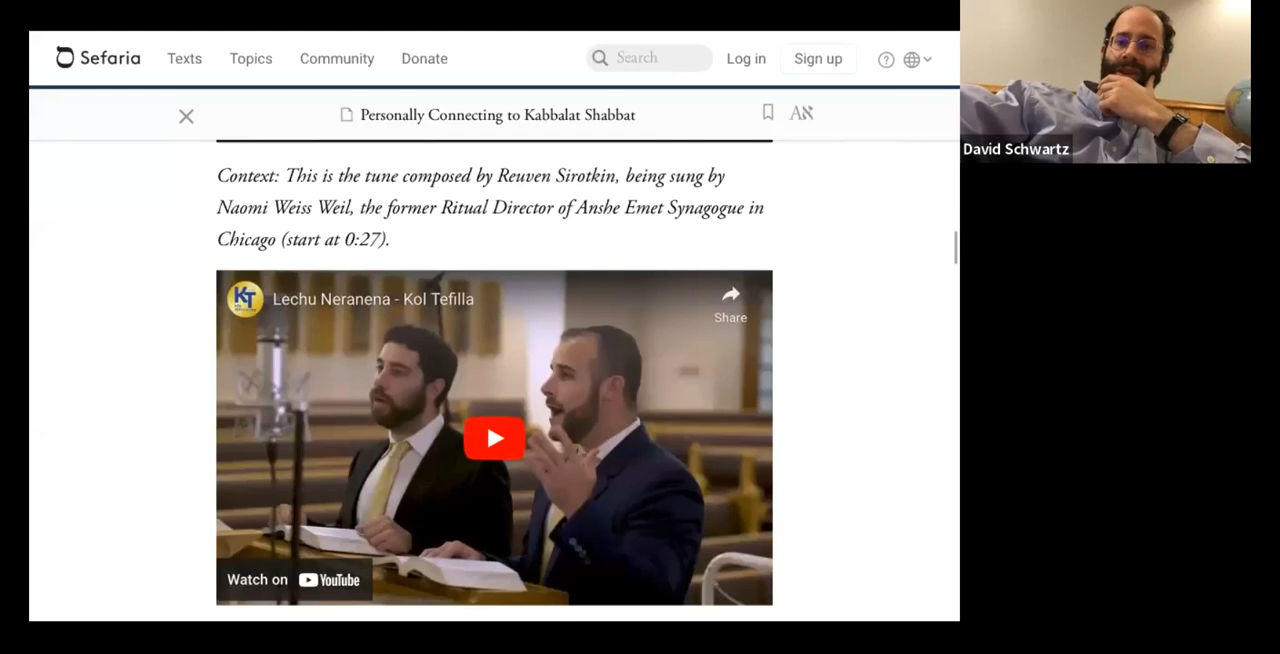 Sefaria Texts Topics Community Donate Search Log in Sign up
Personally Connecting to Kabbalat Shabbat Aא
Context: This is the tune composed by Reuven Sirotkin, being sung by
Naomi Weiss Weil, the former Ritual Director of Anshe Emet Synagogue in
Chicago (start at 0:27).
KT Lechu Neranena - Kol Tefilla
Share
Watch on YouTube
David Schwartz